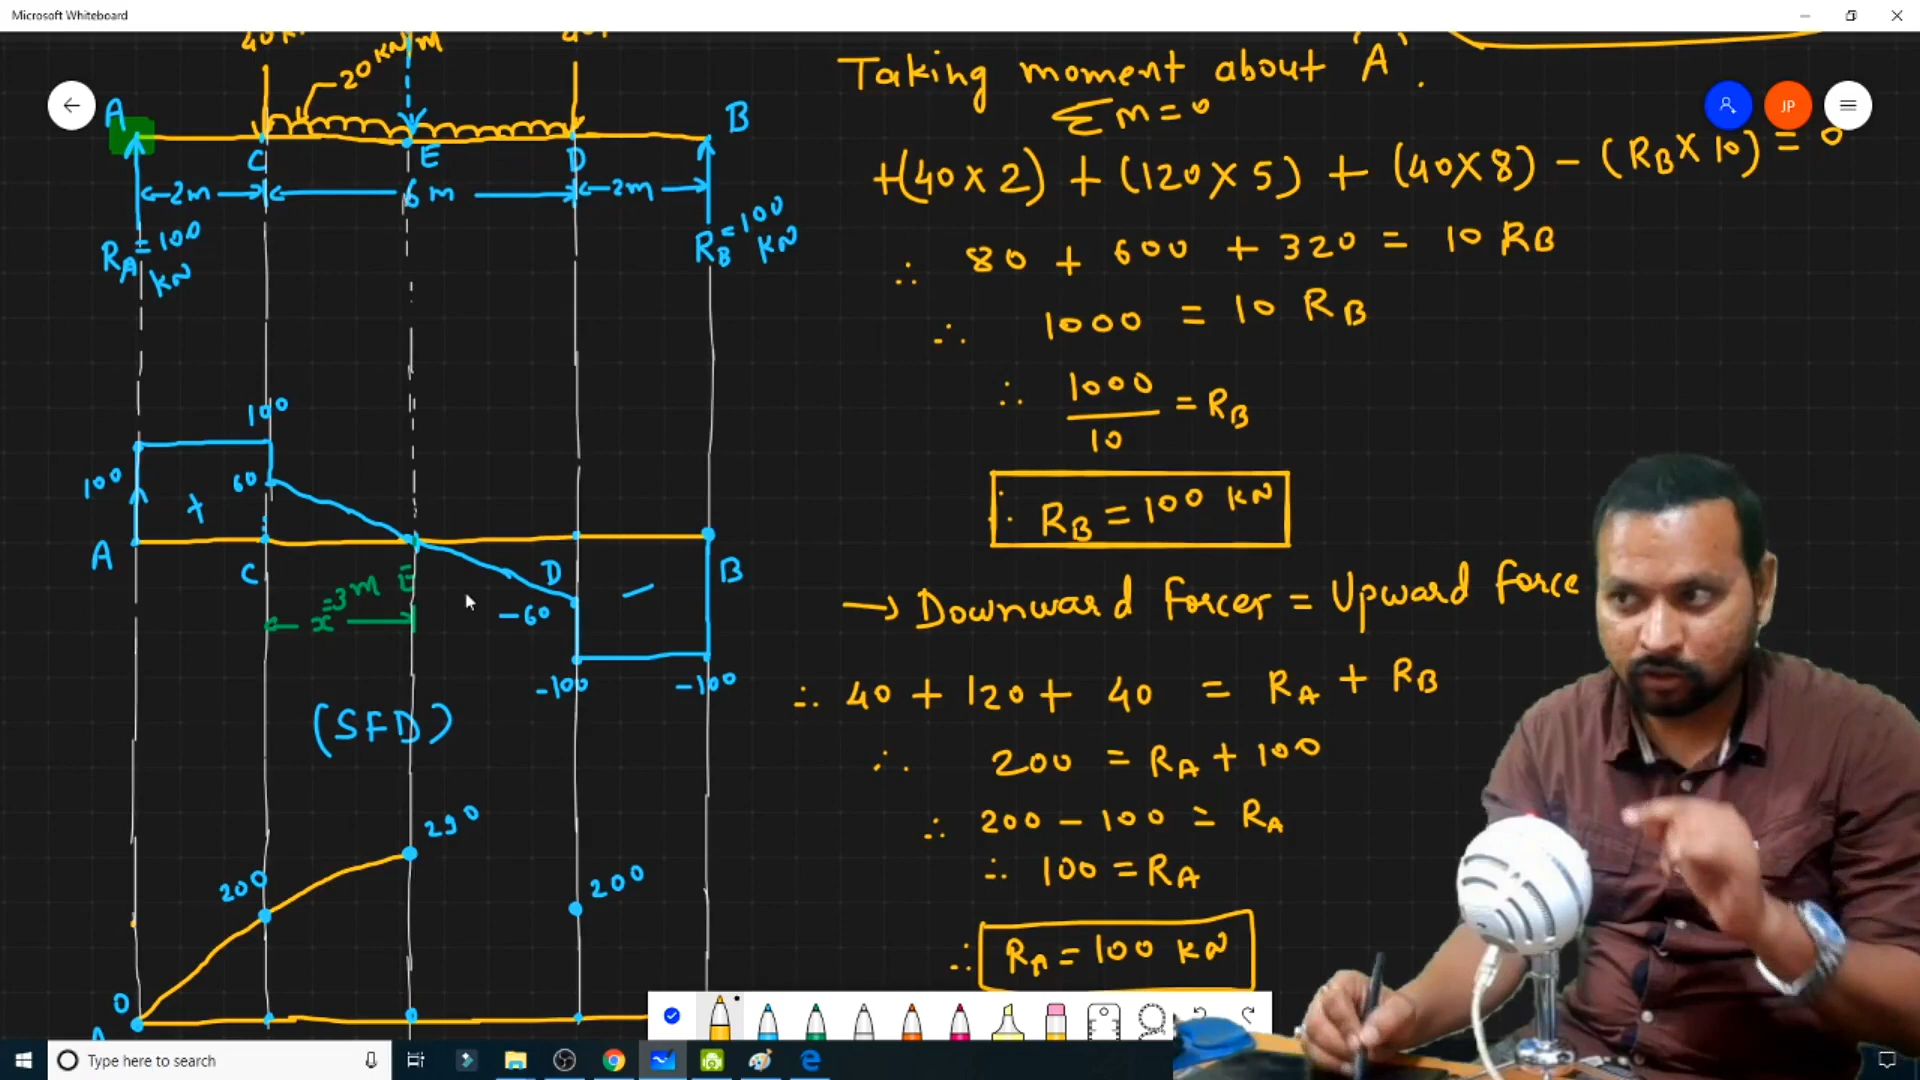 Microsoft Whiteboard
20 KN/m
A
B
C
E
D
2m
6m
2m
RA = 100 KN
RB = 100 KN
100
100
60
+
A
C
E
D
B
x = 3m
-60
-
-100
-100
(SFD)
290
200
200
0
Taking moment about 'A'.
Σm = 0
+(40 X 2) + (120 X 5) + (40 X 8) - (RB X 10) = 0
∴ 80 + 600 + 320 = 10 RB
∴ 1000 = 10 RB
∴ 1000/10 = RB
∴ RB = 100 KN
→ Downward Forces = Upward Force
∴ 40 + 120 + 40 = RA + RB
∴ 200 = RA + 100
∴ 200 - 100 = RA
∴ 100 = RA
∴ RA = 100 KN
JP
Type here to search